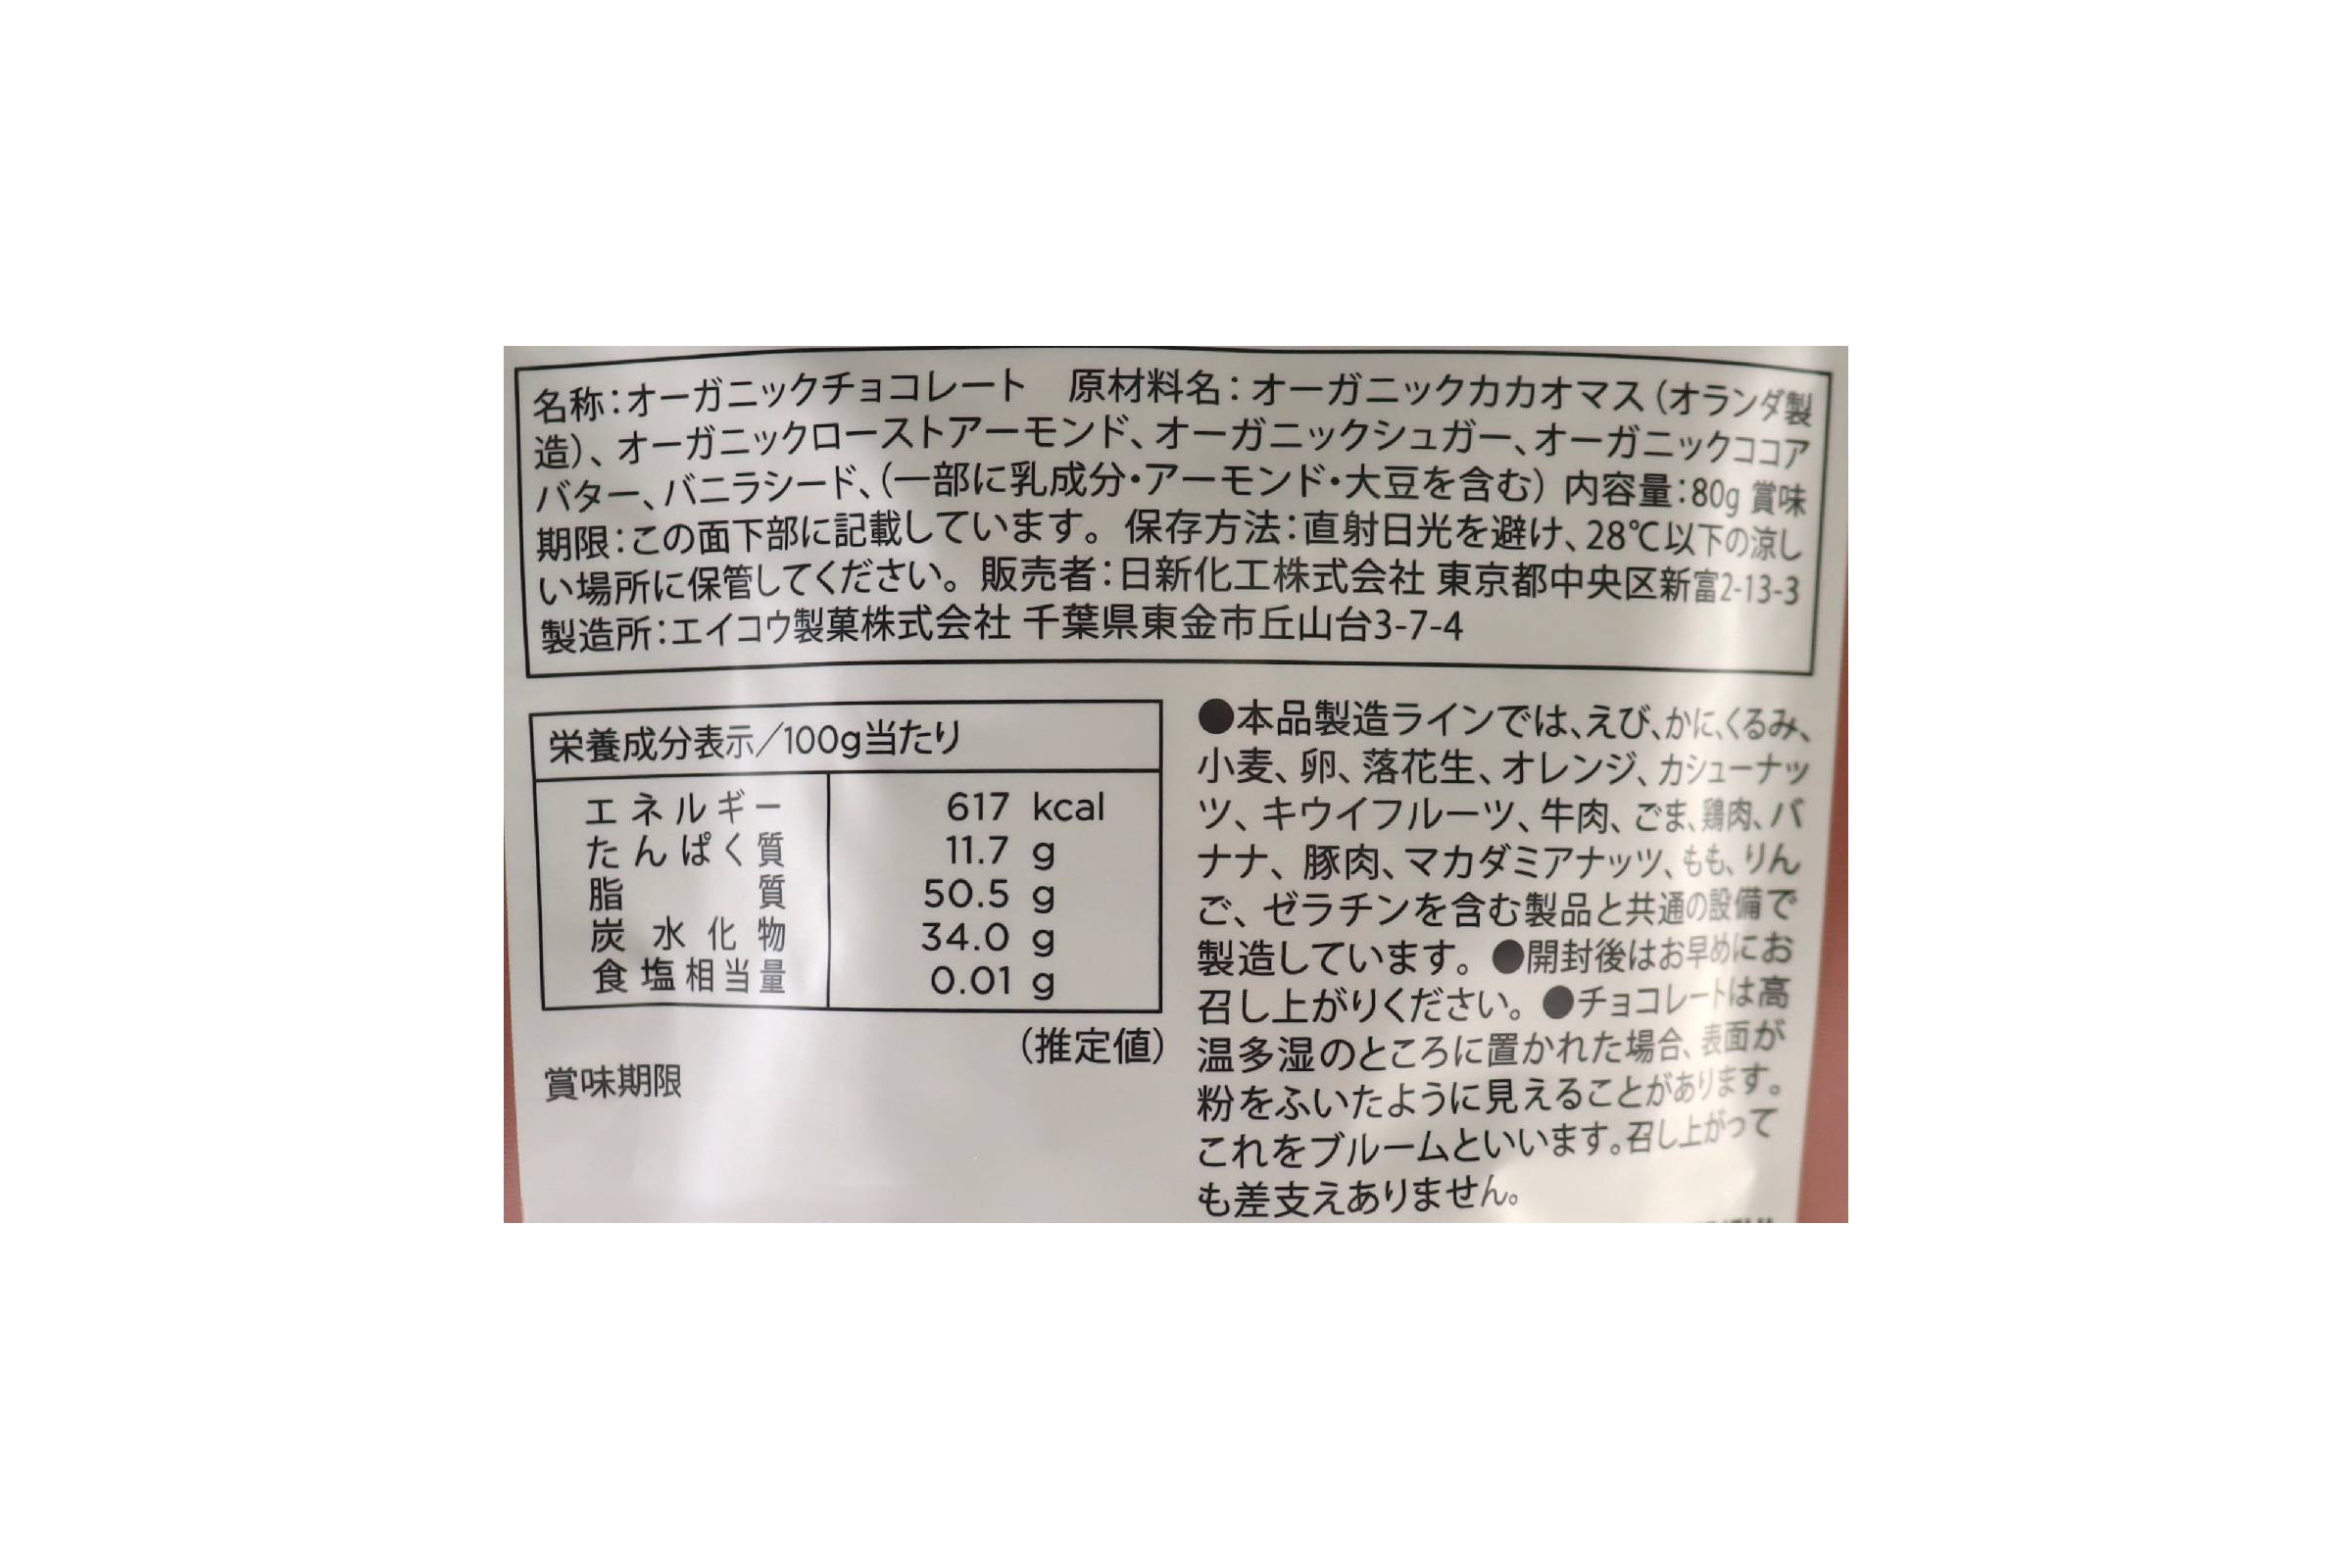 名称：オーガニックチョコレート　原材料名：オーガニックカカオマス（オランダ製
造）、オーガニックローストアーモンド、オーガニックシュガー、オーガニックココア
バター、バニラシード、（一部に乳成分・アーモンド・大豆を含む）内容量：80g 賞味
期限：この面下部に記載しています。保存方法：直射日光を避け、28℃以下の涼し
い場所に保管してください。販売者：日新化工株式会社 東京都中央区新富2-13-3
製造所：エイコウ製菓株式会社 千葉県東金市丘山台3-7-4
栄養成分表示／100g当たり
エネルギー 617 kcal
たんぱく質 11.7 g
脂質 50.5 g
炭水化物 34.0 g
食塩相当量 0.01 g
（推定値）
賞味期限
●本品製造ラインでは、えび、かに、くるみ、
小麦、卵、落花生、オレンジ、カシューナッ
ツ、キウイフルーツ、牛肉、ごま、鶏肉、バ
ナナ、豚肉、マカダミアナッツ、もも、りん
ご、ゼラチンを含む製品と共通の設備で
製造しています。●開封後はお早めにお
召し上がりください。●チョコレートは高
温多湿のところに置かれた場合、表面が
粉をふいたように見えることがあります。
これをブルームといいます。召し上がって
も差支えありません。